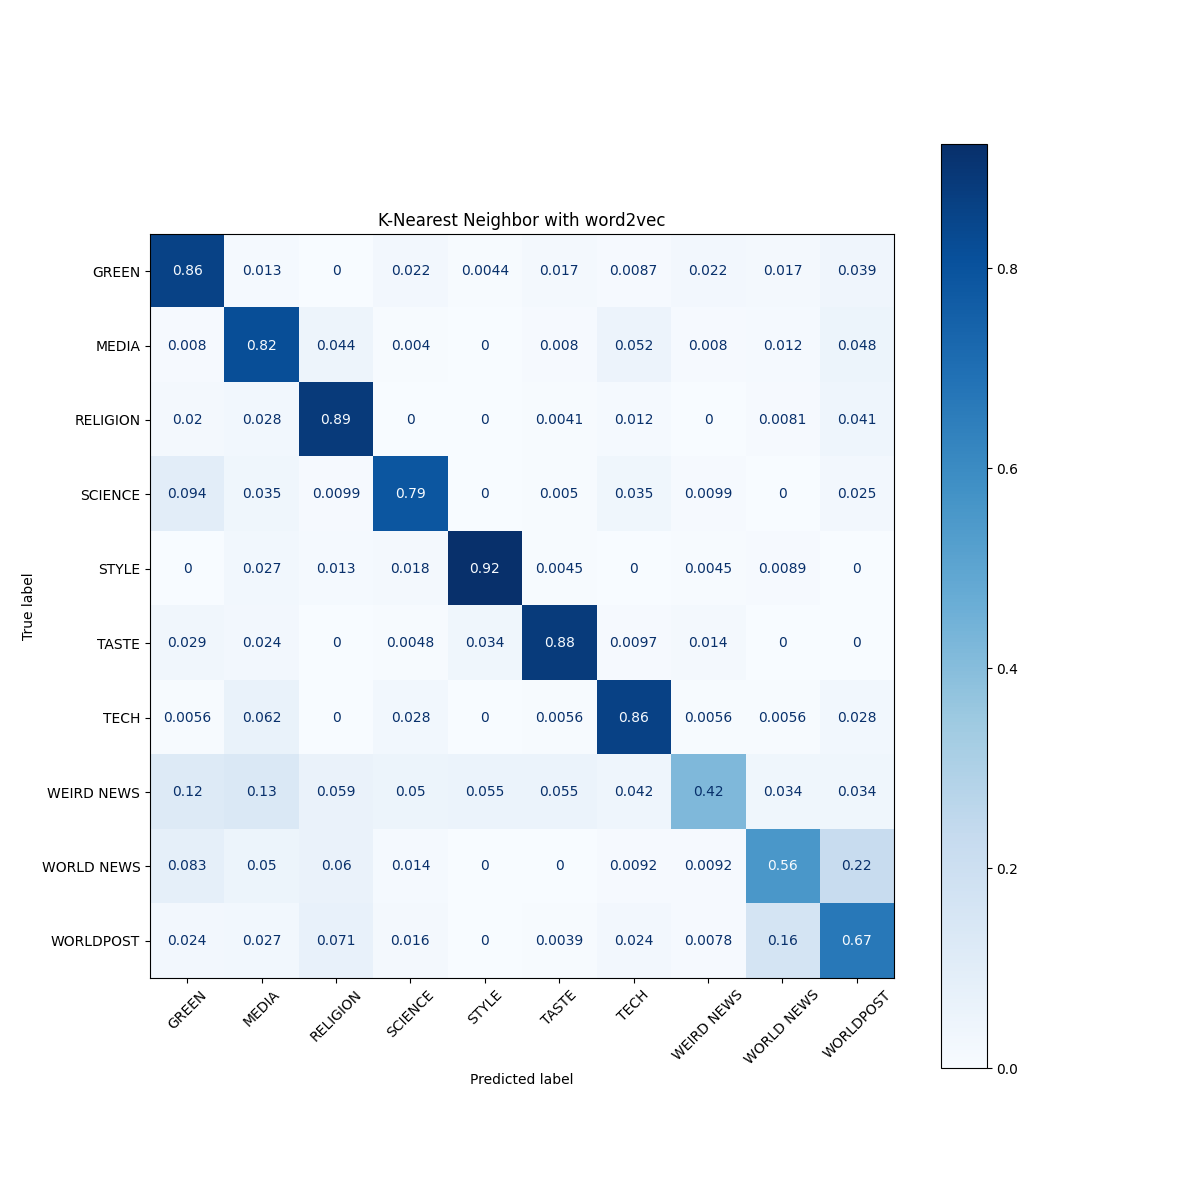 K-Nearest Neighbor with word2vec
GREEN 0.86 0.013 0 0.022 0.0044 0.017 0.0087 0.022 0.017 0.039
MEDIA 0.008 0.82 0.044 0.004 0 0.008 0.052 0.008 0.012 0.048
RELIGION 0.02 0.028 0.89 0 0 0.0041 0.012 0 0.0081 0.041
SCIENCE 0.094 0.035 0.0099 0.79 0 0.005 0.035 0.0099 0 0.025
STYLE 0 0.027 0.013 0.018 0.92 0.0045 0 0.0045 0.0089 0
TASTE 0.029 0.024 0 0.0048 0.034 0.88 0.0097 0.014 0 0
TECH 0.0056 0.062 0 0.028 0 0.0056 0.86 0.0056 0.0056 0.028
WEIRD NEWS 0.12 0.13 0.059 0.05 0.055 0.055 0.042 0.42 0.034 0.034
WORLD NEWS 0.083 0.05 0.06 0.014 0 0 0.0092 0.0092 0.56 0.22
WORLDPOST 0.024 0.027 0.071 0.016 0 0.0039 0.024 0.0078 0.16 0.67
GREEN MEDIA RELIGION SCIENCE STYLE TASTE TECH WEIRD NEWS WORLD NEWS WORLDPOST
Predicted label
True label
0.8
0.6
0.4
0.2
0.0